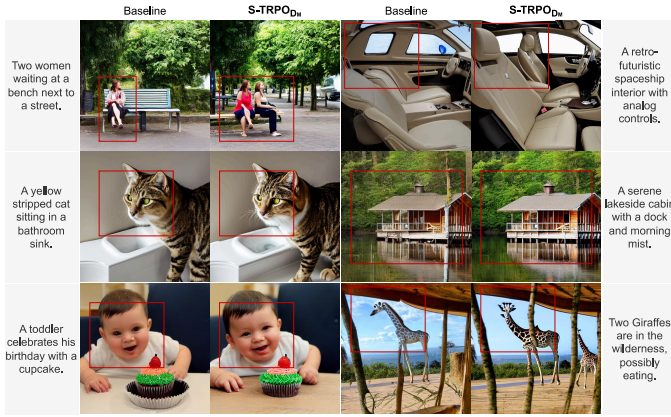 Baseline
S-TRPO_DM
Baseline
S-TRPO_DM
Two women
waiting at a
bench next to
a street.
A retro-
futuristic
spaceship
interior with
analog
controls.
A yellow
stripped cat
sitting in a
bathroom
sink.
A serene
lakeside cabin
with a dock
and morning
mist.
A toddler
celebrates his
birthday with a
cupcake.
Two Giraffes
are in the
wilderness,
possibly
eating.